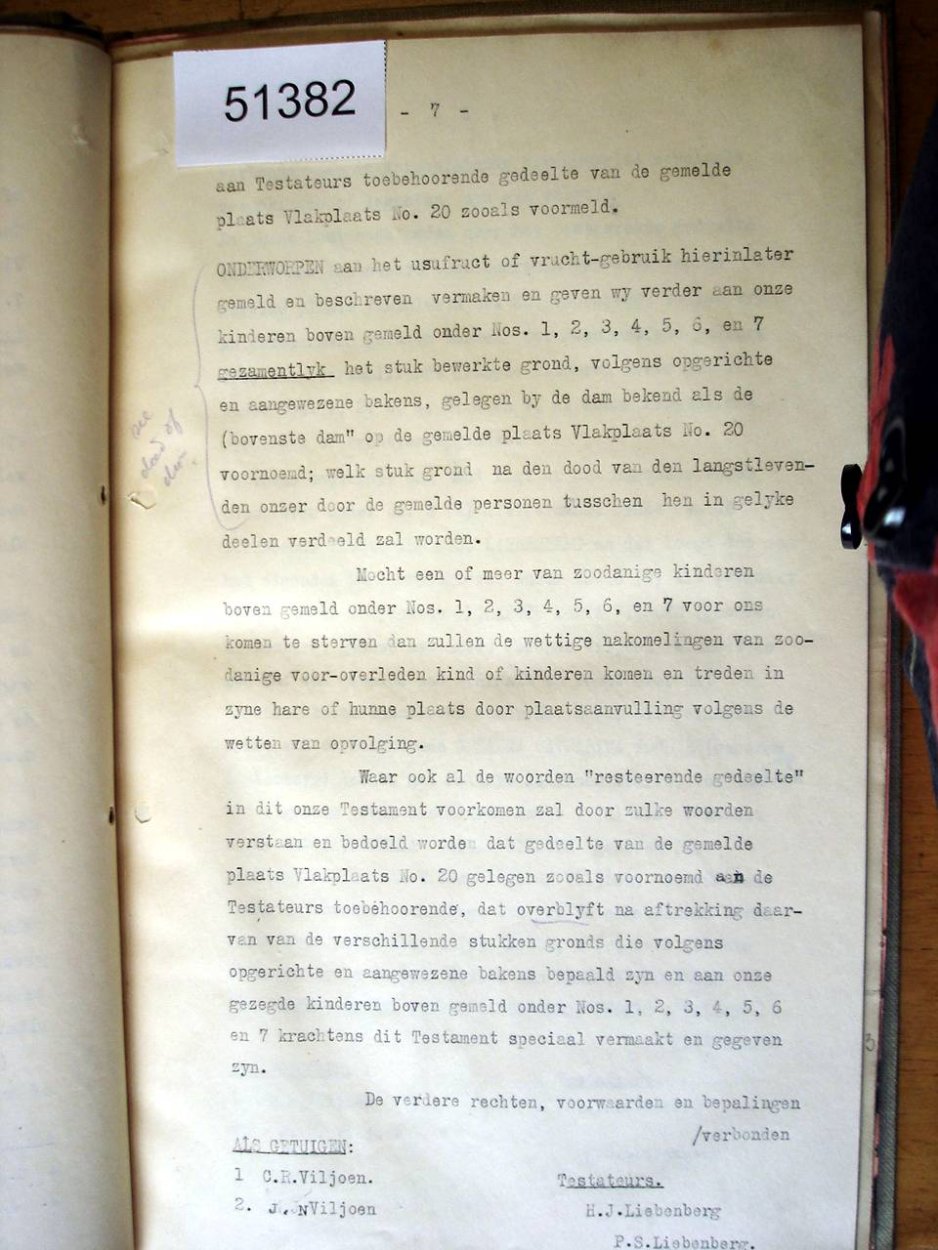 51382
- 7 -
aan Testateurs toebehoorende gedeelte van de gemelde
plaats Vlakplaats No. 20 zooals voormeld.
ONDERWORPEN aan het usufruct of vrucht-gebruik hierinlater
gemeld en beschreven vermaken en geven wy verder aan onze
kinderen boven gemeld onder Nos. 1, 2, 3, 4, 5, 6, en 7
gezamentlyk het stuk bewerkte grond, volgens opgerichte
en aangewezene bakens, gelegen by de dam bekend als de
(bovenste dam" op de gemelde plaats Vlakplaats No. 20
voornoemd; welk stuk grond na den dood van den langstleven-
den onzer door de gemelde personen tusschen hen in gelyke
deelen verdeeld zal worden.
Mocht een of meer van zoodanige kinderen
boven gemeld onder Nos. 1, 2, 3, 4, 5, 6, en 7 voor ons
komen te sterven dan zullen de wettige nakomelingen van zoo-
danige voor-overleden kind of kinderen komen en treden in
zyne hare of hunne plaats door plaatsaanvulling volgens de
wetten van opvolging.
Waar ook al de woorden "resteerende gedeelte"
in dit onze Testament voorkomen zal door zulke woorden
verstaan en bedoeld worden dat gedeelte van de gemelde
plaats Vlakplaats No. 20 gelegen zooals voornoemd aan de
Testateurs toebehoorende, dat overblyft na aftrekking daar-
van van de verschillende stukken gronds die volgens
opgerichte en aangewezene bakens bepaald zyn en aan onze
gezegde kinderen boven gemeld onder Nos. 1, 2, 3, 4, 5, 6
en 7 krachtens dit Testament speciaal vermaakt en gegeven
zyn.
De verdere rechten, voorwaarden en bepalingen
/verbonden
ALS GETUIGEN:
1 C.R.Viljoen.
2. J. N Viljoen
Testateurs.
H.J.Liebenberg
P.S.Liebenberg.
see
deed of